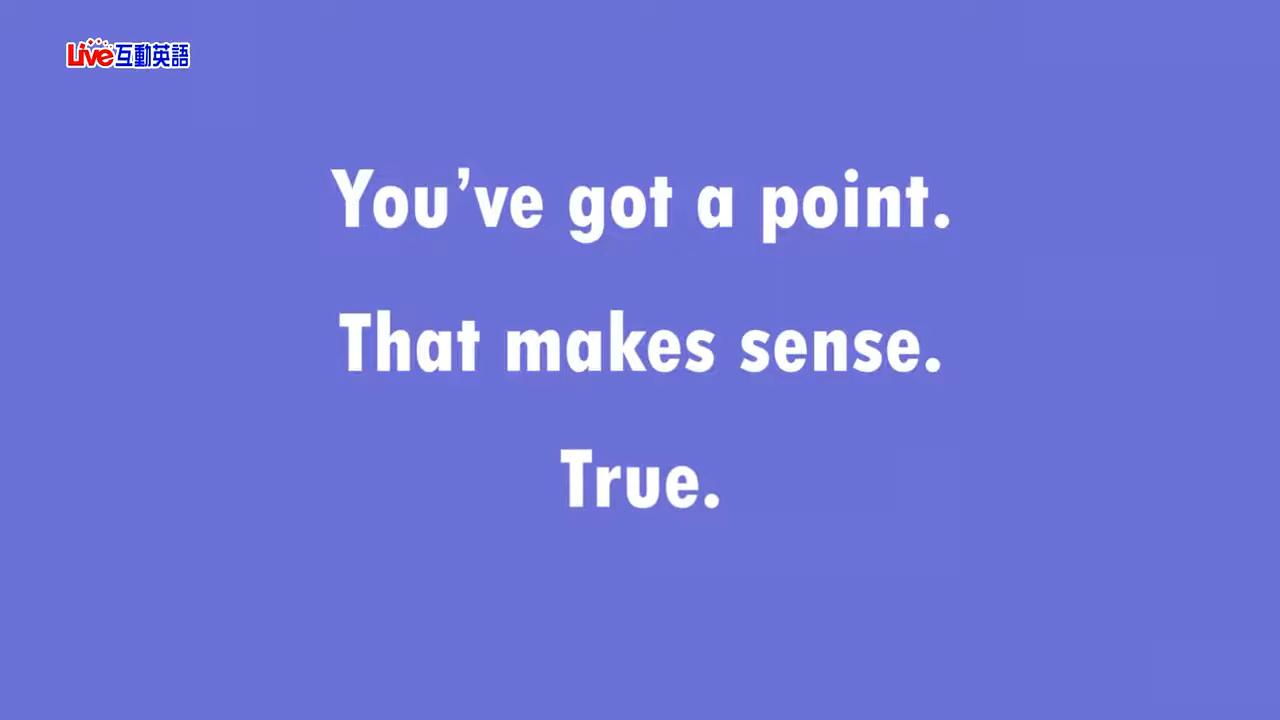 Live互動英語
You’ve got a point.
That makes sense.
True.